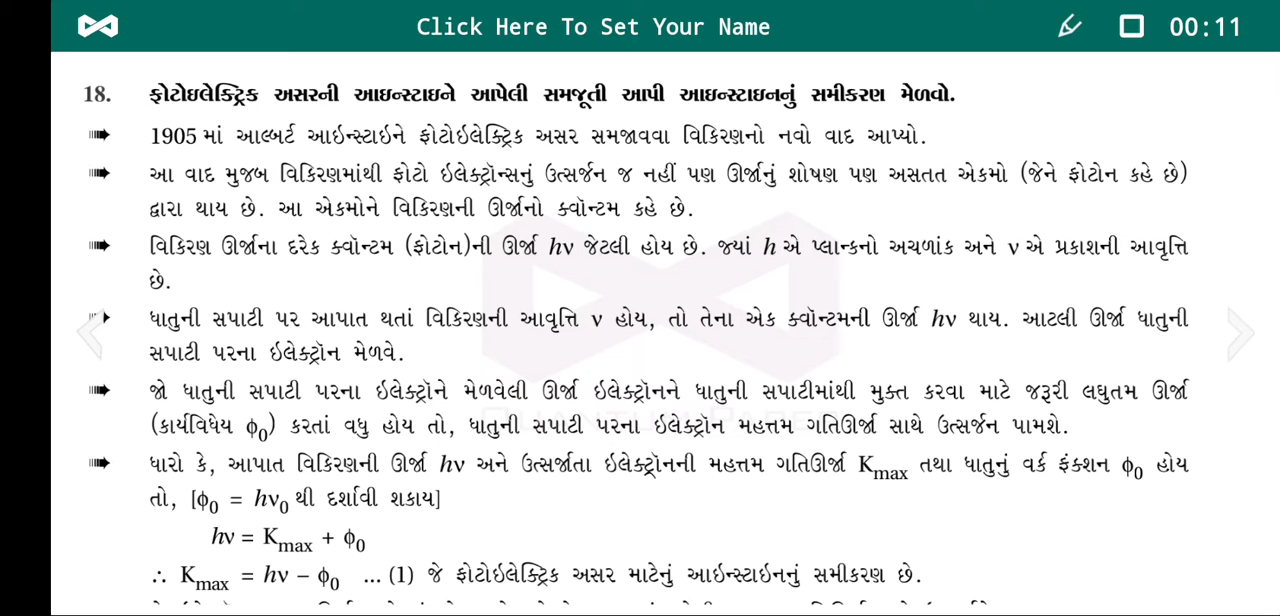 Click Here To Set Your Name
00:11
18. ફોટોઇલેક્ટ્રિક અસરની આઇન્સ્ટાઇને આપેલી સમજૂતી આપી આઇન્સ્ટાઇનનું સમીકરણ મેળવો.
➠ 1905 માં આલ્બર્ટ આઇન્સ્ટાઇને ફોટોઇલેક્ટ્રિક અસર સમજાવવા વિકિરણનો નવો વાદ આપ્યો.
➠ આ વાદ મુજબ વિકિરણમાંથી ફોટો ઇલેક્ટ્રૉન્સનું ઉત્સર્જન જ નહીં પણ ઊર્જાનું શોષણ પણ અસતત એકમો (જેને ફોટોન કહે છે)
દ્વારા થાય છે. આ એકમોને વિકિરણની ઊર્જાનો ક્વૉન્ટમ કહે છે.
➠ વિકિરણ ઊર્જાના દરેક ક્વૉન્ટમ (ફોટોન)ની ઊર્જા hν જેટલી હોય છે. જ્યાં h એ પ્લાન્કનો અચળાંક અને ν એ પ્રકાશની આવૃત્તિ
છે.
➠ ધાતુની સપાટી પર આપાત થતાં વિકિરણની આવૃત્તિ ν હોય, તો તેના એક ક્વૉન્ટમની ઊર્જા hν થાય. આટલી ઊર્જા ધાતુની
સપાટી પરના ઇલેક્ટ્રૉન મેળવે.
➠ જો ધાતુની સપાટી પરના ઇલેક્ટ્રૉને મેળવેલી ઊર્જા ઇલેક્ટ્રૉનને ધાતુની સપાટીમાંથી મુક્ત કરવા માટે જરૂરી લઘુતમ ઊર્જા
(કાર્યવિધેય ϕ₀) કરતાં વધુ હોય તો, ધાતુની સપાટી પરના ઇલેક્ટ્રૉન મહત્તમ ગતિઊર્જા સાથે ઉત્સર્જન પામશે.
➠ ધારો કે, આપાત વિકિરણની ઊર્જા hν અને ઉત્સર્જાતા ઇલેક્ટ્રૉનની મહત્તમ ગતિઊર્જા Kmax તથા ધાતુનું વર્ક ફંક્શન ϕ₀ હોય
તો, [ϕ₀ = hν₀ થી દર્શાવી શકાય]
hν = Kmax + ϕ₀
∴ Kmax = hν – ϕ₀ ... (1) જે ફોટોઇલેક્ટ્રિક અસર માટેનું આઇન્સ્ટાઇનનું સમીકરણ છે.